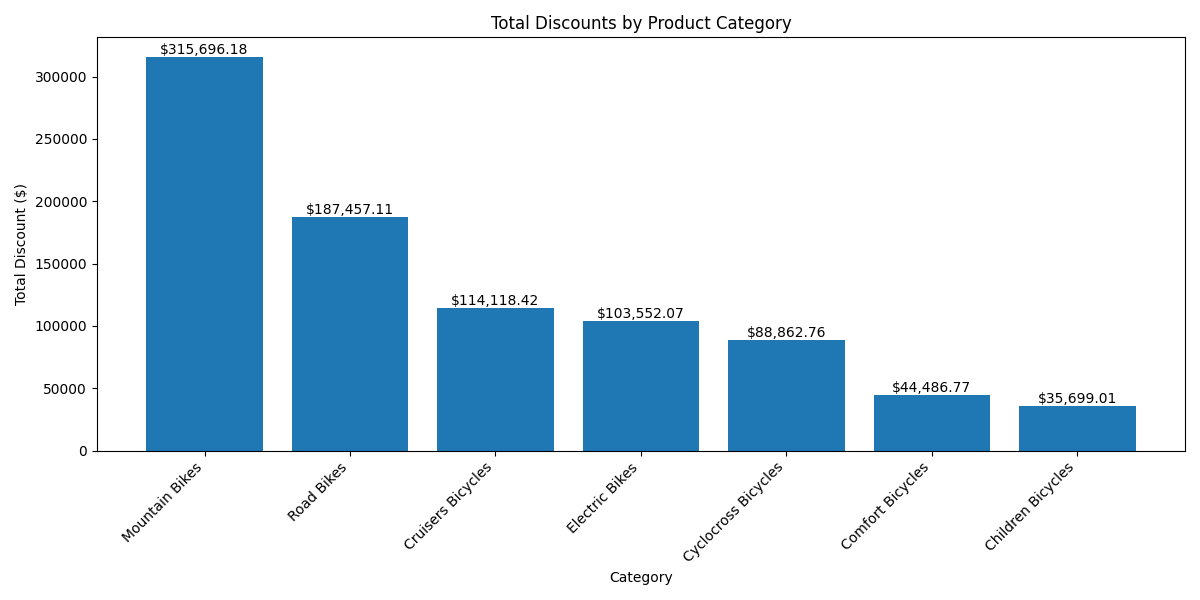 Total Discounts by Product Category
Total Discount ($)
300000
250000
200000
150000
100000
50000
0
$315,696.18
$187,457.11
$114,118.42
$103,552.07
$88,862.76
$44,486.77
$35,699.01
Mountain Bikes
Road Bikes
Cruisers Bicycles
Electric Bikes
Cyclocross Bicycles
Comfort Bicycles
Children Bicycles
Category